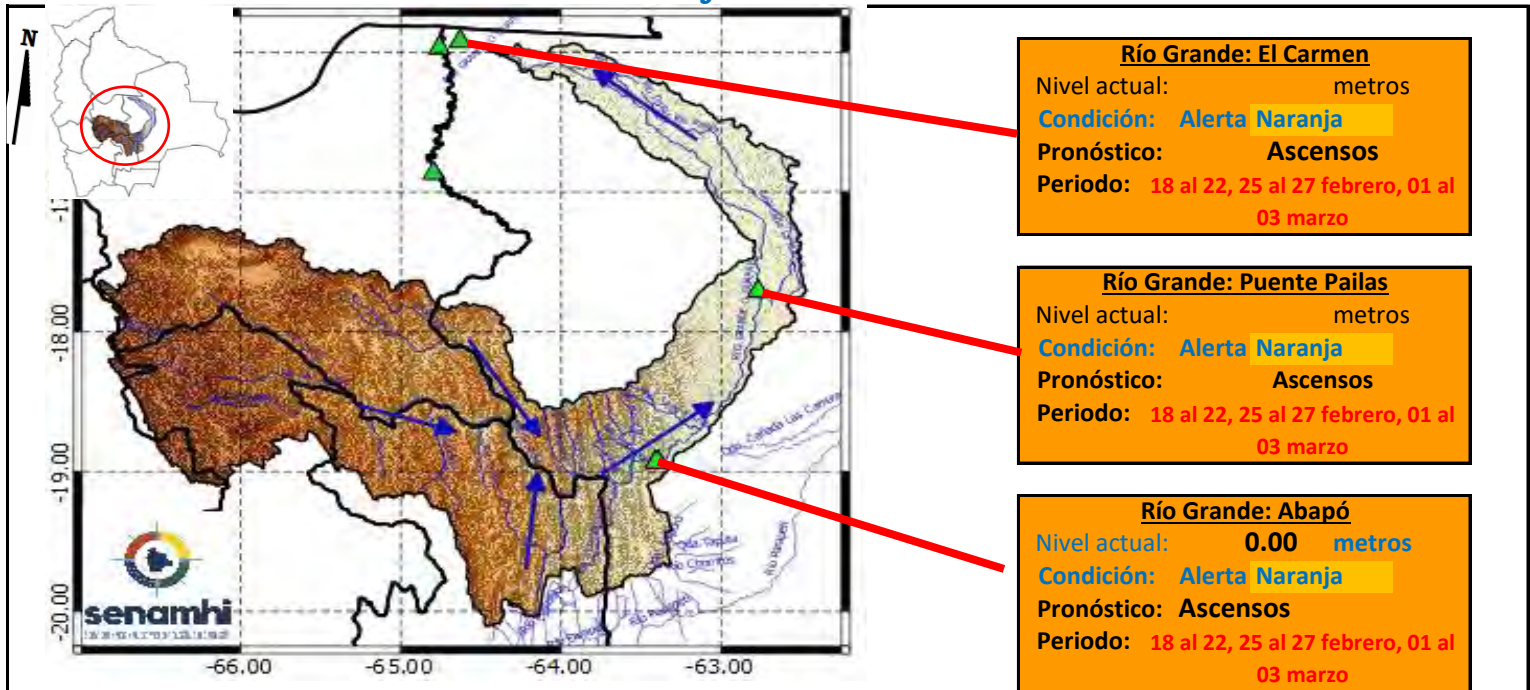 N
-17
-18.00
-19.00
-20.00
-66.00
-65.00
-64.00
-63.00
senamhi
Río Grande: El Carmen
Nivel actual: metros
Condición: Alerta Naranja
Pronóstico: Ascensos
Periodo: 18 al 22, 25 al 27 febrero, 01 al
03 marzo
Río Grande: Puente Pailas
Nivel actual: metros
Condición: Alerta Naranja
Pronóstico: Ascensos
Periodo: 18 al 22, 25 al 27 febrero, 01 al
03 marzo
Río Grande: Abapó
Nivel actual: 0.00 metros
Condición: Alerta Naranja
Pronóstico: Ascensos
Periodo: 18 al 22, 25 al 27 febrero, 01 al
03 marzo